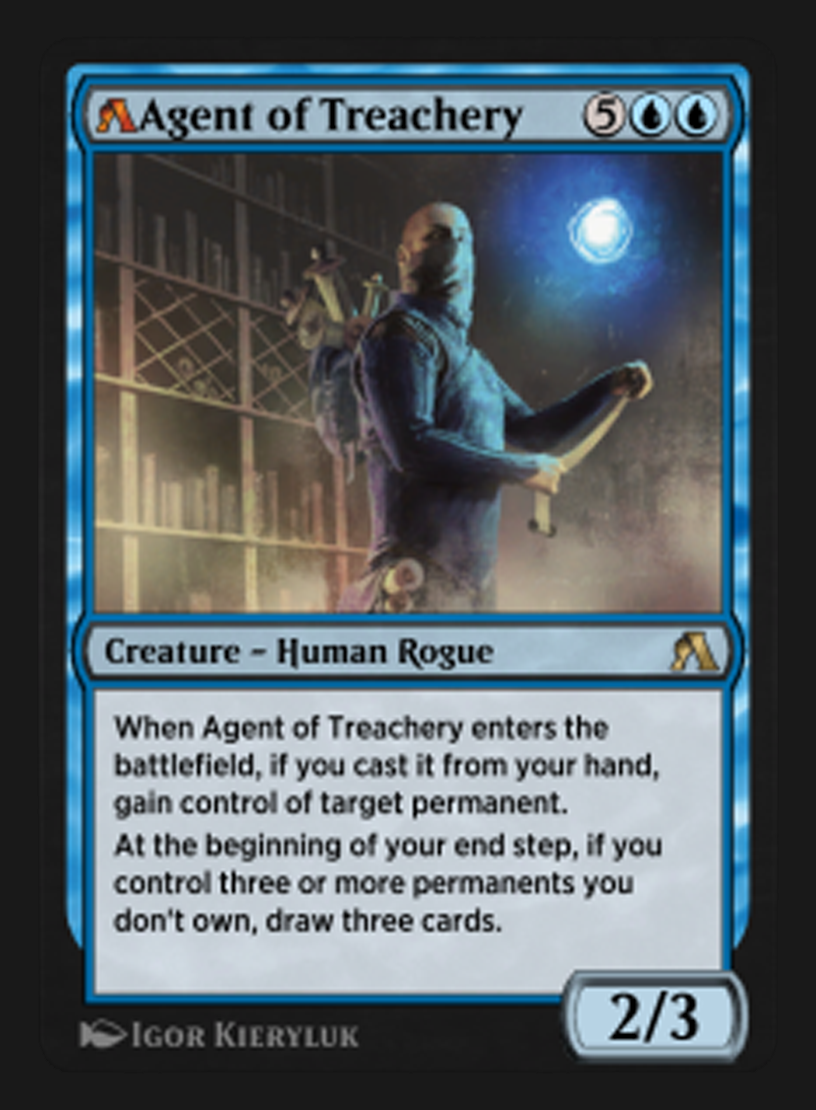 Agent of Treachery 5
Creature – Human Rogue
When Agent of Treachery enters the
battlefield, if you cast it from your hand,
gain control of target permanent.
At the beginning of your end step, if you
control three or more permanents you
don't own, draw three cards.
2/3
Igor Kieryluk